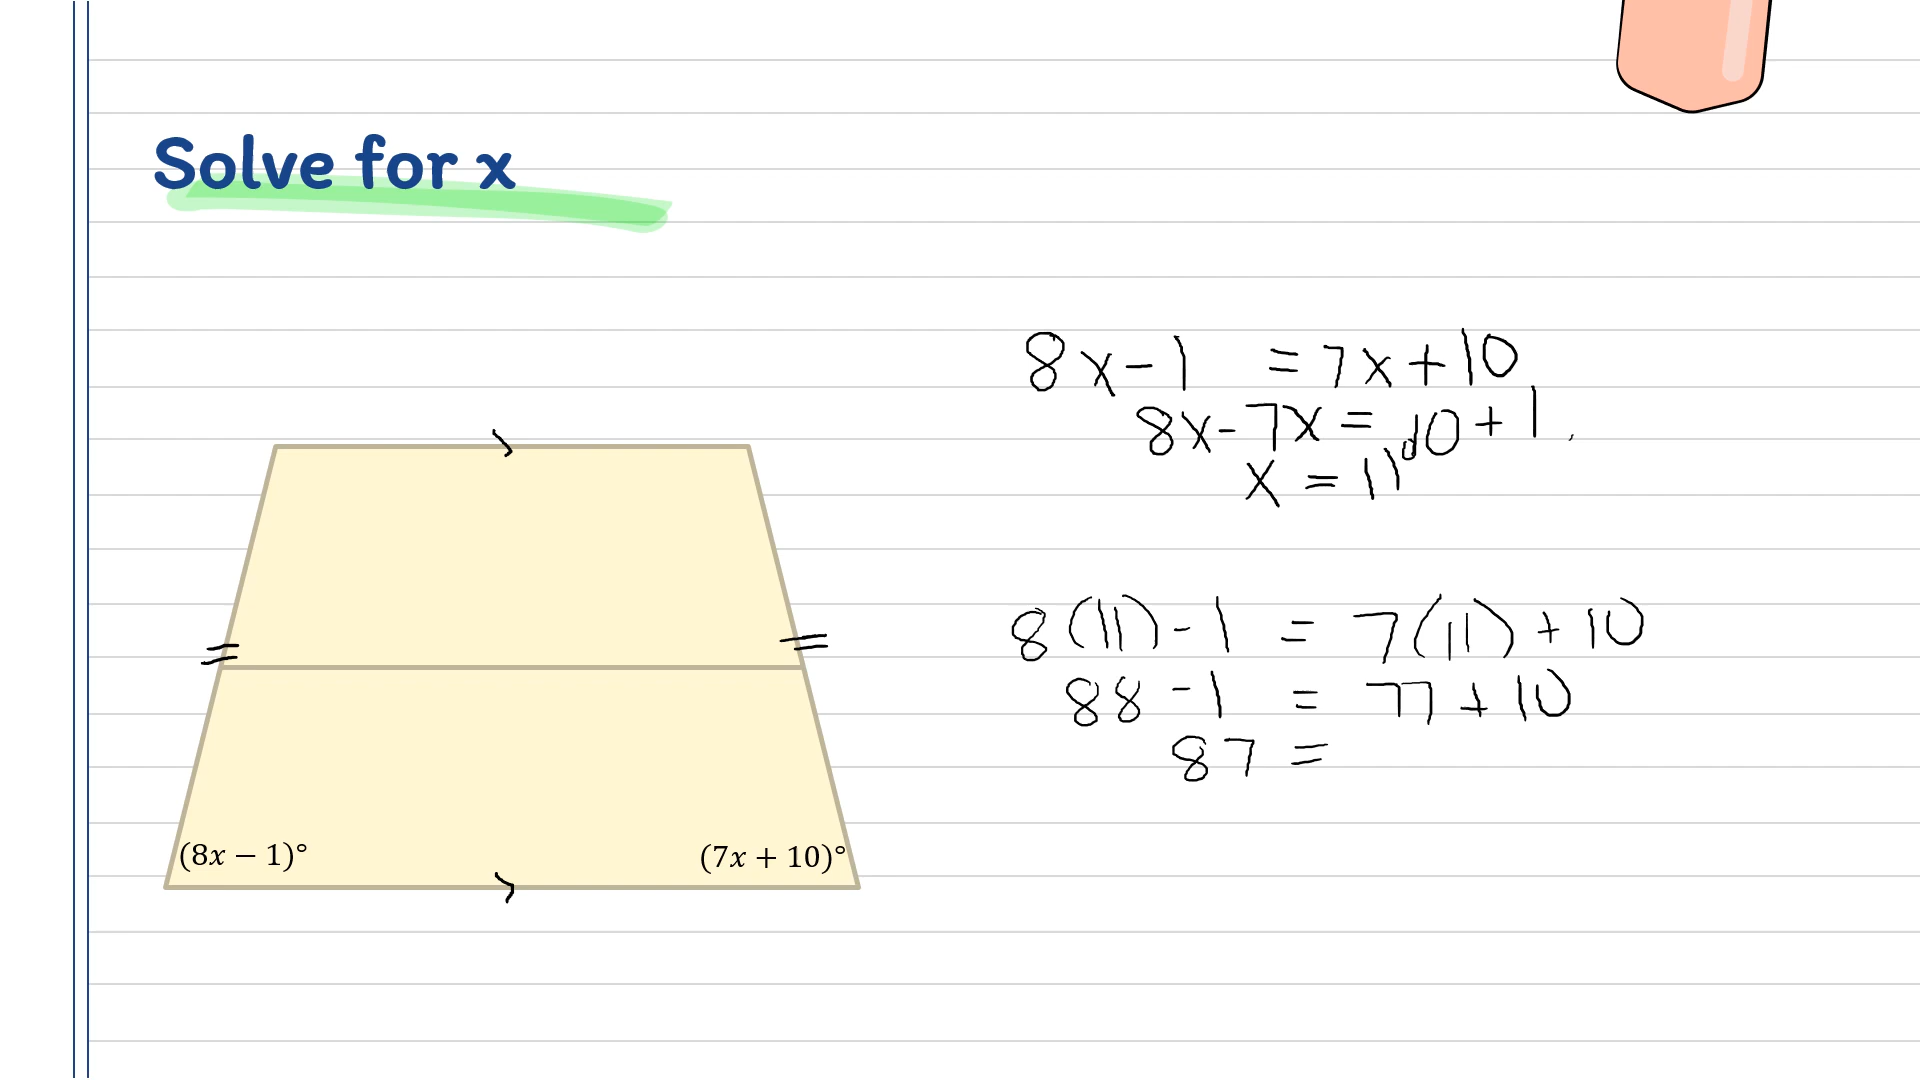 Solve for x
8x-1 = 7x+10
8x-7x = 10+1
x = 11
8(11)-1 = 7(11)+10
88-1 = 77+10
87 =
(8x − 1)° (7x + 10)°